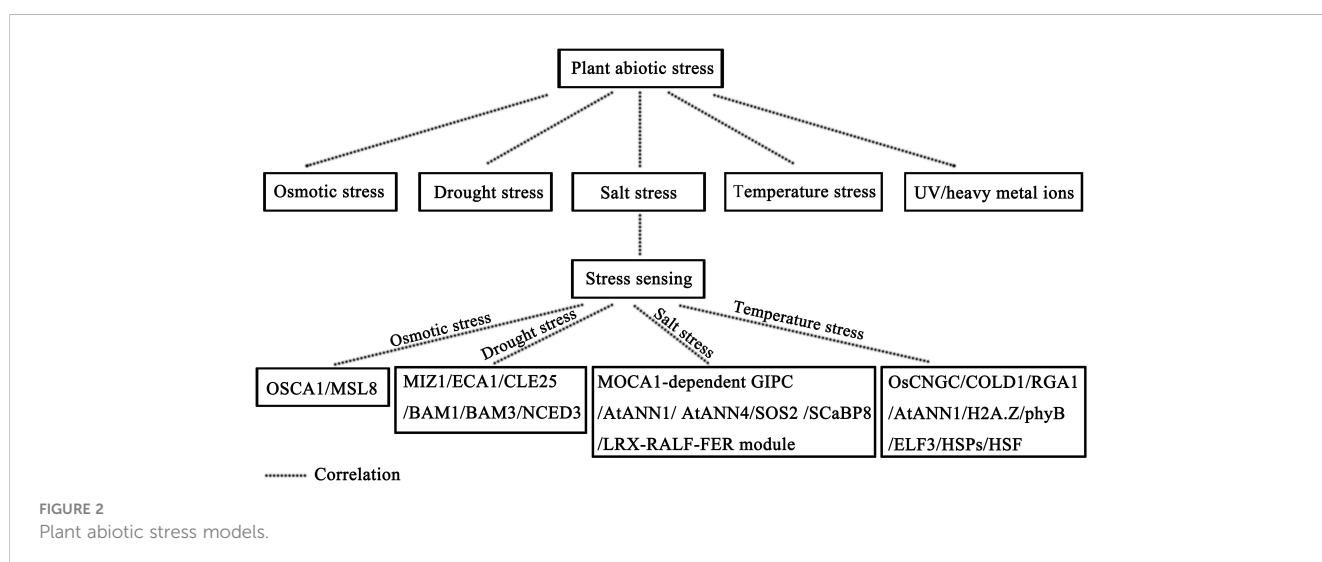 Plant abiotic stress
Osmotic stress
Drought stress
Salt stress
Temperature stress
UV/heavy metal ions
Stress sensing
Osmotic stress
Drought stress
Salt stress
Temperature stress
OSCA1/MSL8
MIZ1/ECA1/CLE25
/BAM1/BAM3/NCED3
MOCA1-dependent GIPC
/AtANN1/ AtANN4/SOS2 /SCaBP8
/LRX-RALF-FER module
OsCNGC/COLD1/RGA1
/AtANN1/H2A.Z/phyB
/ELF3/HSPs/HSF
Correlation
FIGURE 2
Plant abiotic stress models.